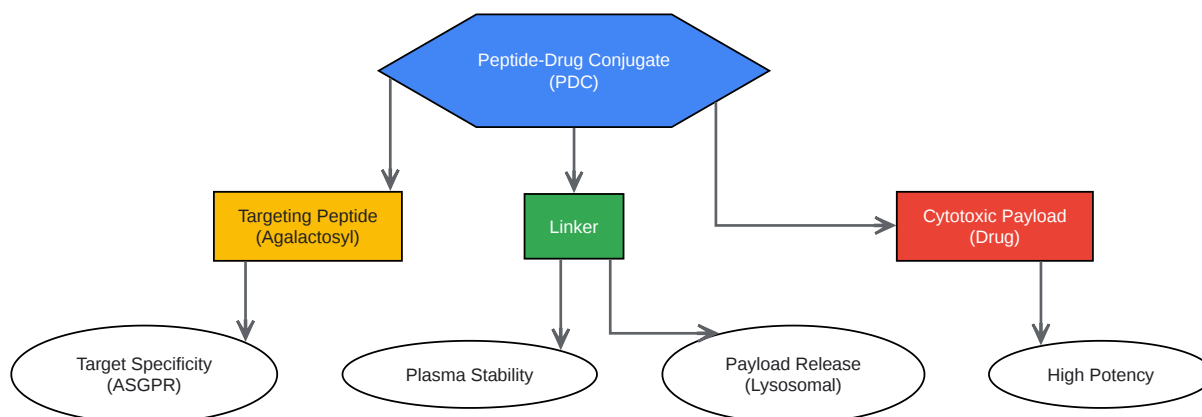 Peptide-Drug Conjugate
(PDC)
Targeting Peptide
(Agalactosyl)
Linker
Cytotoxic Payload
(Drug)
Target Specificity
(ASGPR)
Plasma Stability
Payload Release
(Lysosomal)
High Potency